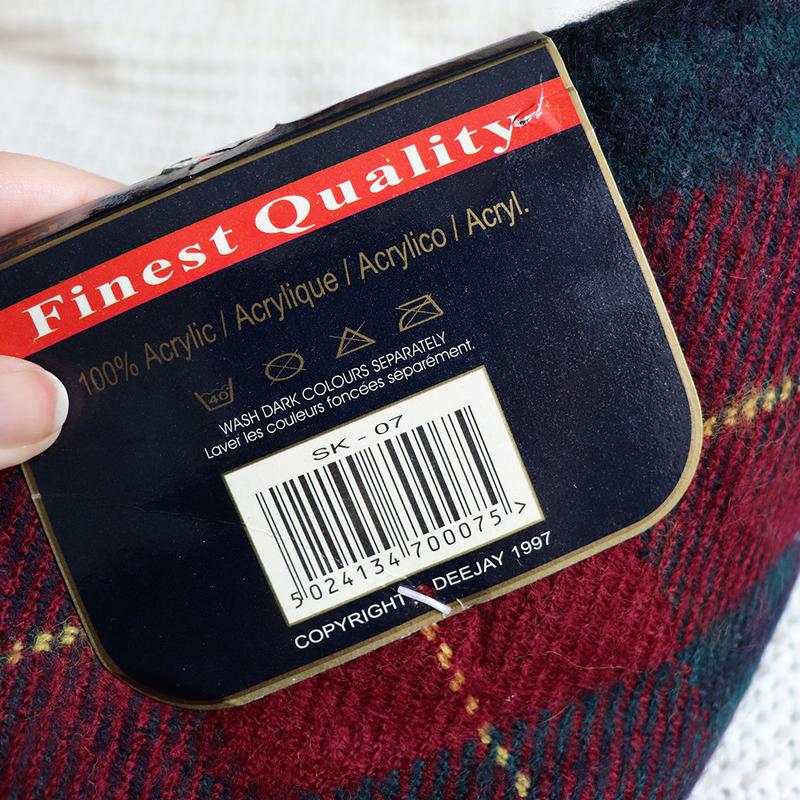 Finest Quality
100% Acrylic / Acrylique / Acrylico / Acryl.
40
WASH DARK COLOURS SEPARATELY
Laver les couleurs foncées séparément.
SK - 07
5 024134 700075 >
COPYRIGHT DEEJAY 1997